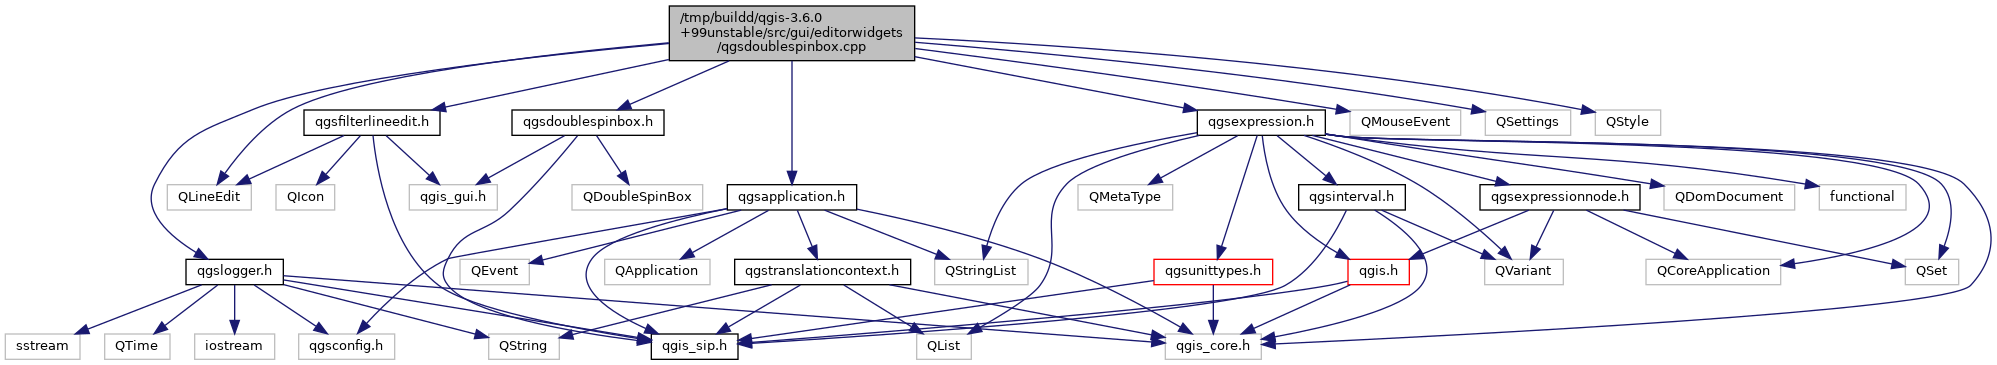 /tmp/buildd/qgis-3.6.0
+99unstable/src/gui/editorwidgets
/qgsdoublespinbox.cpp
qgsfilterlineedit.h
qgsdoublespinbox.h
qgsexpression.h
QMouseEvent
QSettings
QStyle
QLineEdit
QIcon
qgis_gui.h
QDoubleSpinBox
qgsapplication.h
QMetaType
qgsinterval.h
qgsexpressionnode.h
QDomDocument
functional
qgslogger.h
QEvent
QApplication
qgstranslationcontext.h
QStringList
qgsunittypes.h
qgis.h
QVariant
QCoreApplication
QSet
sstream
QTime
iostream
qgsconfig.h
QString
qgis_sip.h
QList
qgis_core.h